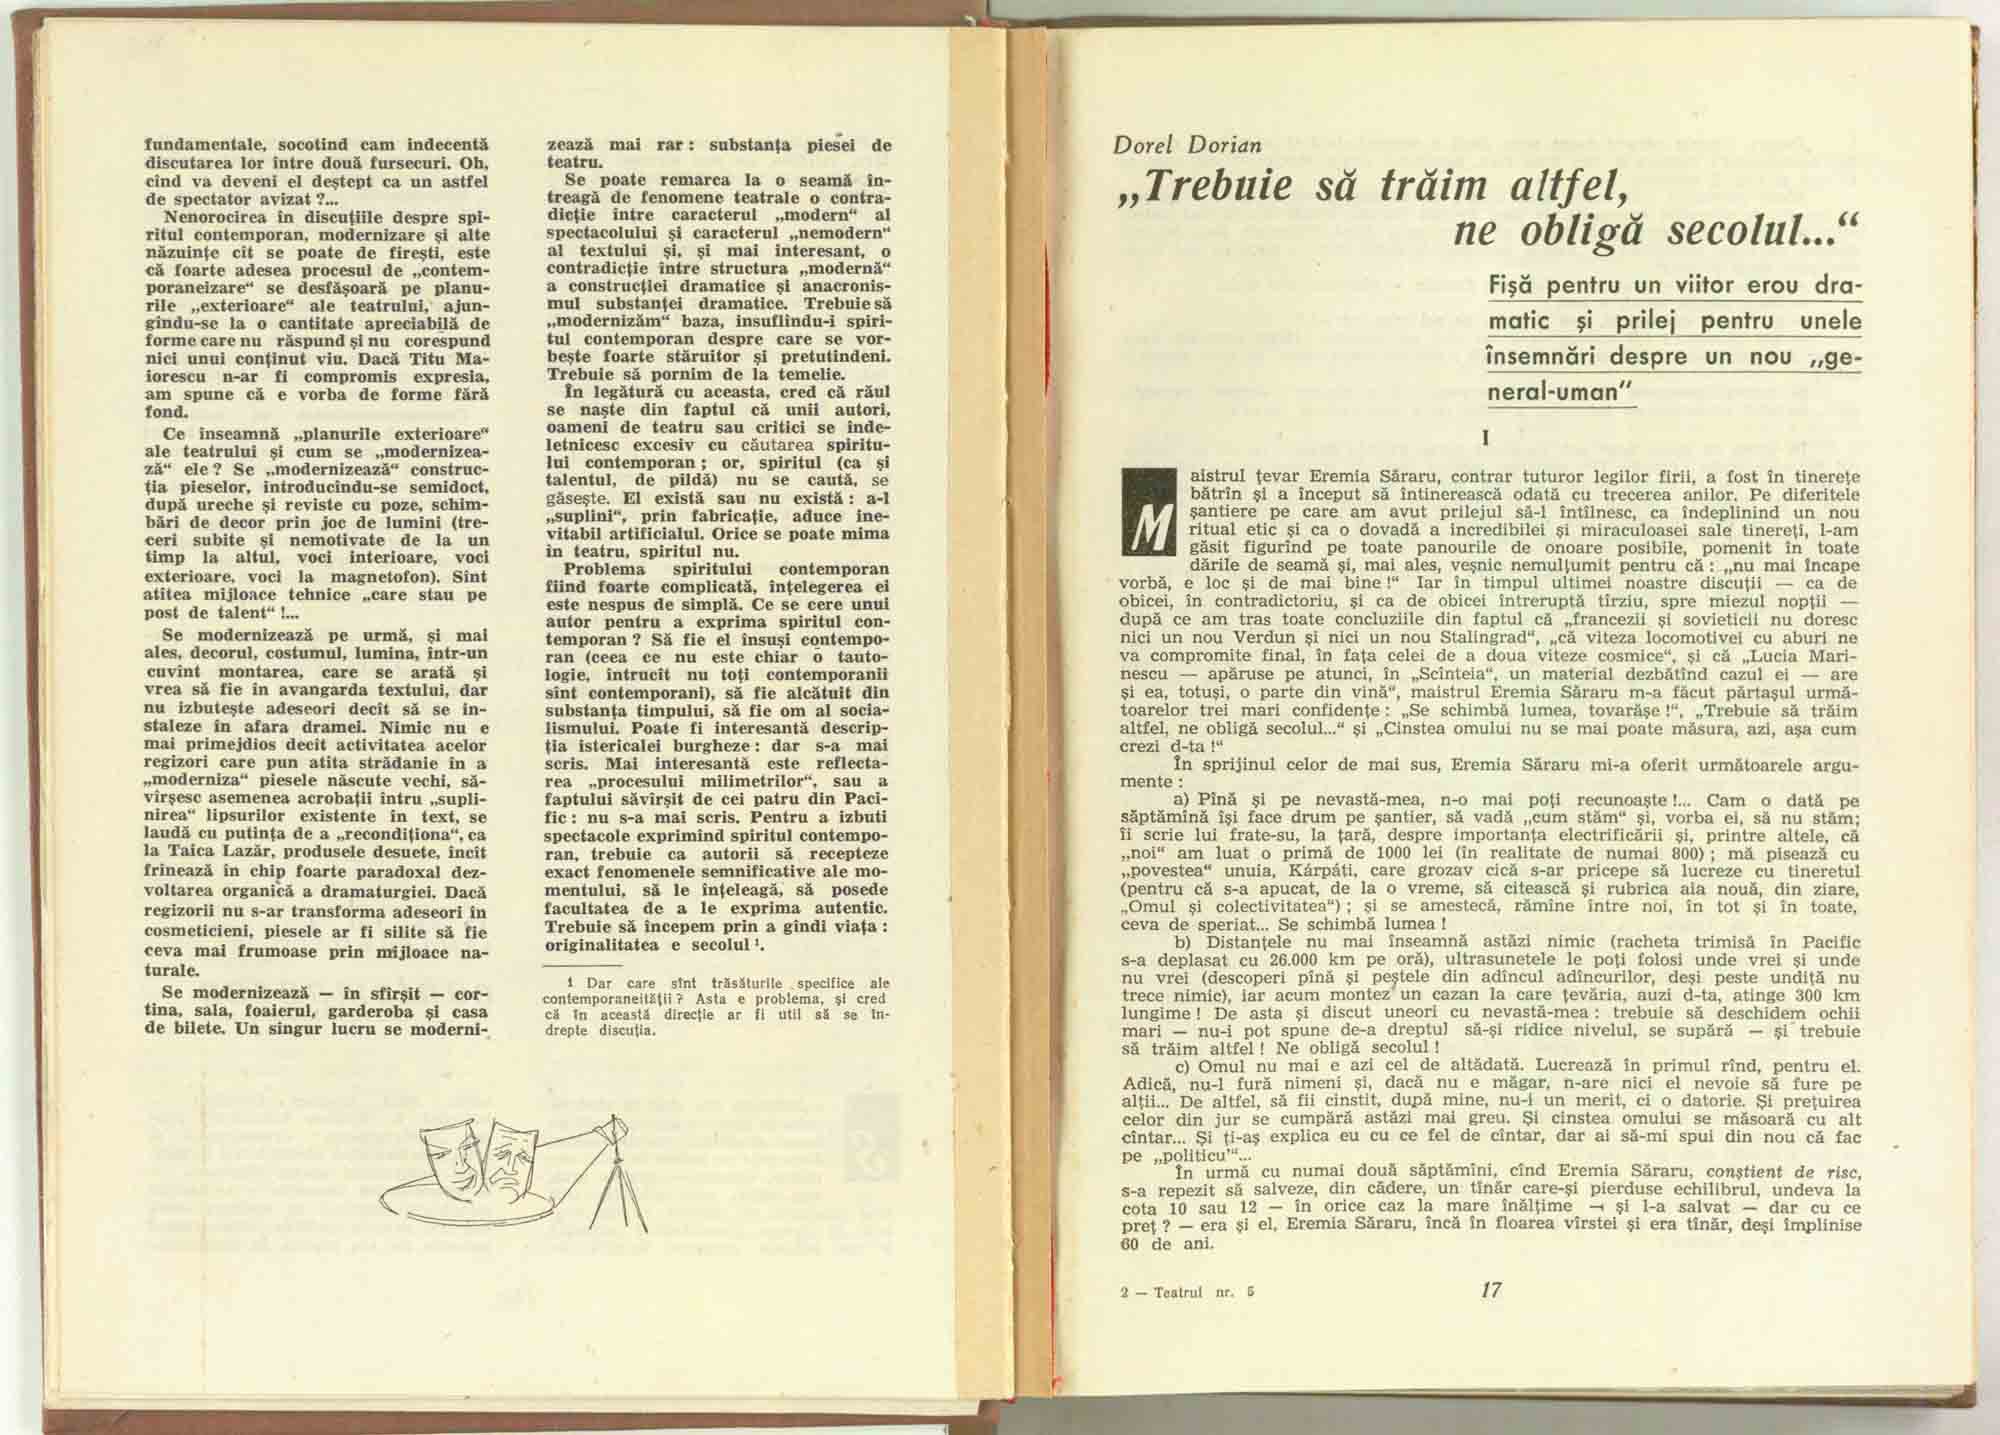 fundamentale, socotind cam indecentă
discutarea lor între două fursecuri. Oh,
cînd va deveni el deştept ca un astfel
de spectator avizat ?...
Nenorocirea în discuţiile despre spi-
ritul contemporan, modernizare şi alte
năzuinţe cît se poate de fireşti, este
că foarte adesea procesul de „contem-
poraneizare“ se desfăşoară pe planu-
rile „exterioare“ ale teatrului, ajun-
gîndu-se la o cantitate apreciabilă de
forme care nu răspund şi nu corespund
nici unui conţinut viu. Dacă Titu Ma-
iorescu n-ar fi compromis expresia,
am spune că e vorba de forme fără
fond.
Ce înseamnă „planurile exterioare“
ale teatrului şi cum se „modernizea-
ză“ ele ? Se „modernizează“ construc-
ţia pieselor, introducîndu-se semidoct,
după ureche şi reviste cu poze, schim-
bări de decor prin joc de lumini (tre-
ceri subite şi nemotivate de la un
timp la altul, voci interioare, voci
exterioare, voci la magnetofon). Sînt
atîtea mijloace tehnice „care stau pe
post de talent“ !...
Se modernizează pe urmă, şi mai
ales, decorul, costumul, lumina, într-un
cuvînt montarea, care se arată şi
vrea să fie în avangarda textului, dar
nu izbuteşte adeseori decît să se in-
staleze în afara dramei. Nimic nu e
mai primejdios decît activitatea acelor
regizori care pun atîta strădanie în a
„moderniza“ piesele născute vechi, să-
vîrşesc asemenea acrobaţii întru „supli-
nirea“ lipsurilor existente în text, se
laudă cu putinţa de a „recondiţiona“, ca
la Taica Lazăr, produsele desuete, încît
frînează în chip foarte paradoxal dez-
voltarea organică a dramaturgiei. Dacă
regizorii nu s-ar transforma adeseori în
cosmeticieni, piesele ar fi silite să fie
ceva mai frumoase prin mijloace na-
turale.
Se modernizează — în sfîrşit — cor-
tina, sala, foaierul, garderoba şi casa
de bilete. Un singur lucru se moderni-
zează mai rar : substanţa piesei de
teatru.
Se poate remarca la o seamă în-
treagă de fenomene teatrale o contra-
dicţie între caracterul „modern“ al
spectacolului şi caracterul „nemodern“
al textului şi, şi mai interesant, o
contradicţie între structura „modernă“
a construcţiei dramatice şi anacronis-
mul substanţei dramatice. Trebuie să
„modernizăm“ baza, insuflîndu-i spiri-
tul contemporan despre care se vor-
beşte foarte stăruitor şi pretutindeni.
Trebuie să pornim de la temelie.
În legătură cu aceasta, cred că răul
se naşte din faptul că unii autori,
oameni de teatru sau critici se înde-
letnicesc excesiv cu căutarea spiritu-
lui contemporan ; or, spiritul (ca şi
talentul, de pildă) nu se caută, se
găseşte. El există sau nu există : a-l
„suplini“, prin fabricaţie, aduce ine-
vitabil artificialul. Orice se poate mima
în teatru, spiritul nu.
Problema spiritului contemporan
fiind foarte complicată, înţelegerea ei
este nespus de simplă. Ce se cere unui
autor pentru a exprima spiritul con-
temporan ? Să fie el însuşi contempo-
ran (ceea ce nu este chiar o tauto-
logie, întrucît nu toţi contemporanii
sînt contemporani), să fie alcătuit din
substanţa timpului, să fie om al socia-
lismului. Poate fi interesantă descrip-
ţia istericalei burgheze : dar s-a mai
scris. Mai interesantă este reflecta-
rea „procesului milimetrilor“, sau a
faptului săvîrşit de cei patru din Paci-
fic : nu s-a mai scris. Pentru a izbuti
spectacole exprimînd spiritul contempo-
ran, trebuie ca autorii să recepteze
exact fenomenele semnificative ale mo-
mentului, să le înţeleagă, să posede
facultatea de a le exprima autentic.
Trebuie să începem prin a gîndi viaţa :
originalitatea e secolul ¹.
1 Dar care sînt trăsăturile specifice ale
contemporaneităţii ? Asta e problema, şi cred
că în această direcţie ar fi util să se în-
drepte discuţia.
Dorel Dorian
„Trebuie să trăim altfel,
ne obligă secolul...“
Fişă pentru un viitor erou dra-
matic şi prilej pentru unele
însemnări despre un nou „ge-
neral-uman“
I
Maistrul ţevar Eremia Săraru, contrar tuturor legilor firii, a fost în tinereţe
bătrîn şi a început să întinerească odată cu trecerea anilor. Pe diferitele
şantiere pe care am avut prilejul să-l întîlnesc, ca îndeplinind un nou
ritual etic şi ca o dovadă a incredibilei şi miraculoasei sale tinereţi, l-am
găsit figurînd pe toate panourile de onoare posibile, pomenit în toate
dările de seamă şi, mai ales, veşnic nemulţumit pentru că : „nu mai încape
vorbă, e loc şi de mai bine !“ Iar în timpul ultimei noastre discuţii — ca de
obicei, în contradictoriu, şi ca de obicei întreruptă tîrziu, spre miezul nopţii —
după ce am tras toate concluziile din faptul că „francezii şi sovieticii nu doresc
nici un nou Verdun şi nici un nou Stalingrad“, „că viteza locomotivei cu aburi ne
va compromite final, în faţa celei de a doua viteze cosmice“, şi că „Lucia Mari-
nescu — apăruse pe atunci, în „Scînteia“, un material dezbătînd cazul ei — are
şi ea, totuşi, o parte din vină“, maistrul Eremia Săraru m-a făcut părtaşul urmă-
toarelor trei mari confidenţe : „Se schimbă lumea, tovarăşe !“, „Trebuie să trăim
altfel, ne obligă secolul...“ şi „Cinstea omului nu se mai poate măsura, azi, aşa cum
crezi d-ta !“
În sprijinul celor de mai sus, Eremia Săraru mi-a oferit următoarele argu-
mente :
a) Pînă şi pe nevastă-mea, n-o mai poţi recunoaşte !... Cam o dată pe
săptămînă îşi face drum pe şantier, să vadă „cum stăm“ şi, vorba ei, să nu stăm;
îi scrie lui frate-su, la ţară, despre importanţa electrificării şi, printre altele, că
„noi“ am luat o primă de 1000 lei (în realitate de numai 800) ; mă pisează cu
„povestea“ unuia, Kárpáti, care grozav cică s-ar pricepe să lucreze cu tineretul
(pentru că s-a apucat, de la o vreme, să citească şi rubrica aia nouă, din ziare,
„Omul şi colectivitatea“) ; şi se amestecă, rămîne între noi, în tot şi în toate,
ceva de speriat... Se schimbă lumea !
b) Distanţele nu mai înseamnă astăzi nimic (racheta trimisă în Pacific
s-a deplasat cu 26.000 km pe oră), ultrasunetele le poţi folosi unde vrei şi unde
nu vrei (descoperi pînă şi peştele din adîncul adîncurilor, deşi peste undiţă nu
trece nimic), iar acum montez un cazan la care ţevăria, auzi d-ta, atinge 300 km
lungime ! De asta şi discut uneori cu nevastă-mea : trebuie să deschidem ochii
mari — nu-i pot spune de-a dreptul să-şi ridice nivelul, se supără — şi trebuie
să trăim altfel ! Ne obligă secolul !
c) Omul nu mai e azi cel de altădată. Lucrează în primul rînd, pentru el.
Adică, nu-l fură nimeni şi, dacă nu e măgar, n-are nici el nevoie să fure pe
alţii... De altfel, să fii cinstit, după mine, nu-i un merit, ci o datorie. Şi preţuirea
celor din jur se cumpără astăzi mai greu. Şi cinstea omului se măsoară cu alt
cîntar... Şi ţi-aş explica eu cu ce fel de cîntar, dar ai să-mi spui din nou că fac
pe „politicu'“...
În urmă cu numai două săptămîni, cînd Eremia Săraru, conştient de risc,
s-a repezit să salveze, din cădere, un tînăr care-şi pierduse echilibrul, undeva la
cota 10 sau 12 — în orice caz la mare înălţime — şi l-a salvat — dar cu ce
preţ ? — era şi el, Eremia Săraru, încă în floarea vîrstei şi era tînăr, deşi împlinise
60 de ani.
2 — Teatrul nr. 5
17